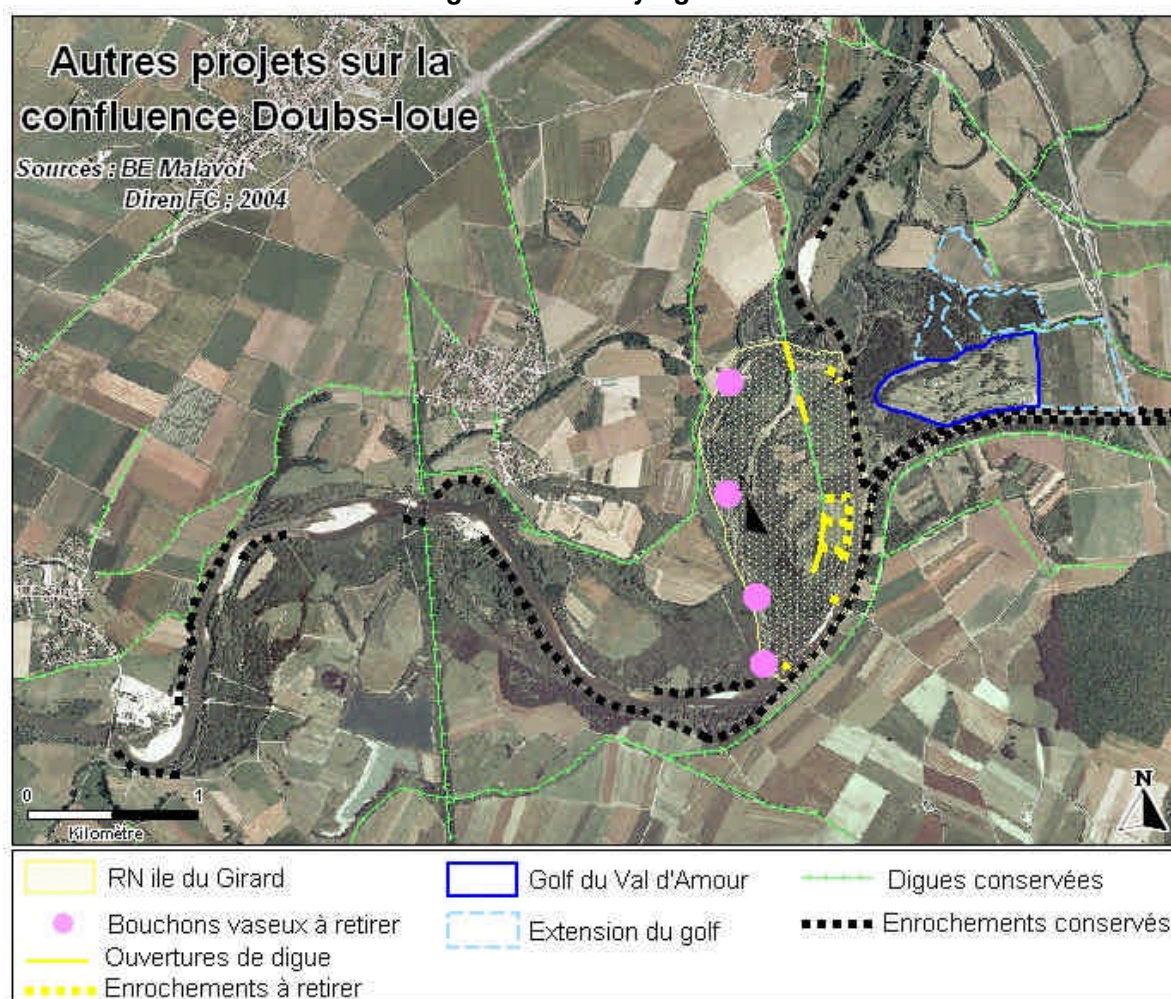 Autres projets sur la
confluence Doubs-loue
Sources : BE Malavoi
Diren FC ; 2004
N
0 1
Kilomètre
N
RN ile du Girard
Bouchons vaseux à retirer
Ouvertures de digue
Enrochements à retirer
Golf du Val d'Amour
Extension du golf
Digues conservées
Enrochements conservés